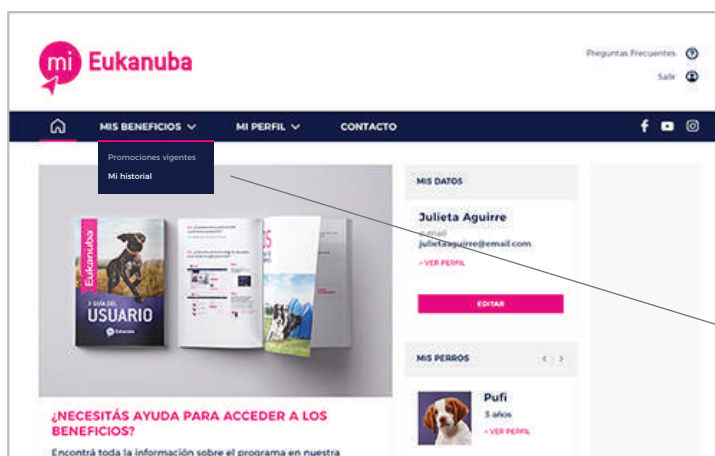 mi Eukanuba
Preguntas Frecuentes
Salir
MIS BENEFICIOS
MI PERFIL
CONTACTO
Promociones vigentes
Mi historial
Eukanuba
> GUÍA DEL
USUARIO
Eukanuba
MIS DATOS
Julieta Aguirre
e-mail
julietaaguirre@email.com
> VER PERFIL
EDITAR
MIS PERROS
Pufi
3 años
> VER PERFIL
¿NECESITÁS AYUDA PARA ACCEDER A LOS
BENEFICIOS?
Encontrá toda la información sobre el programa en nuestra